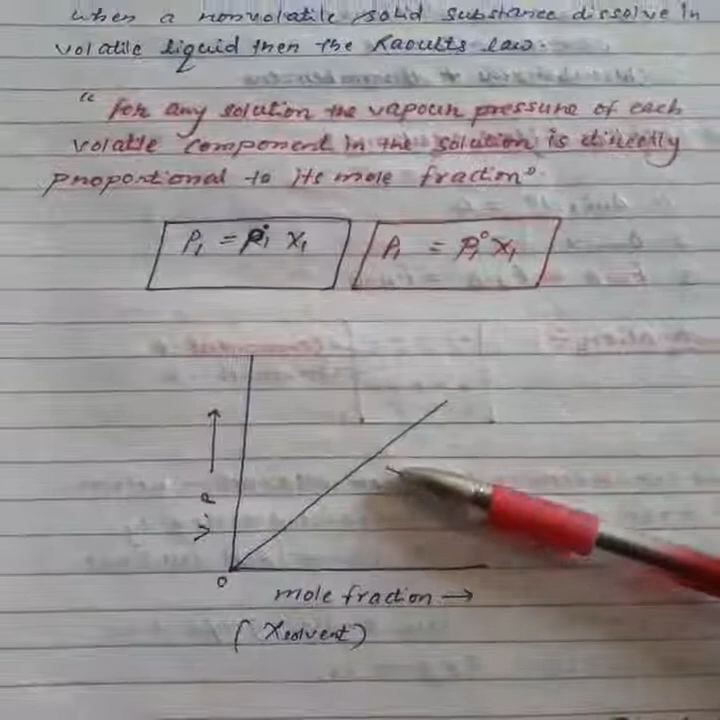 when a nonvolatile solid substance dissolve in
volatile liquid then the Raoults law.
“ for any solution the vapour pressure of each
volatle component in the solution is directly
proportional to its mole fraction”.
P₁ = P₁° X₁ P₁ = P₁° X₁
V. P
0
mole fraction →
( Xsolvent )